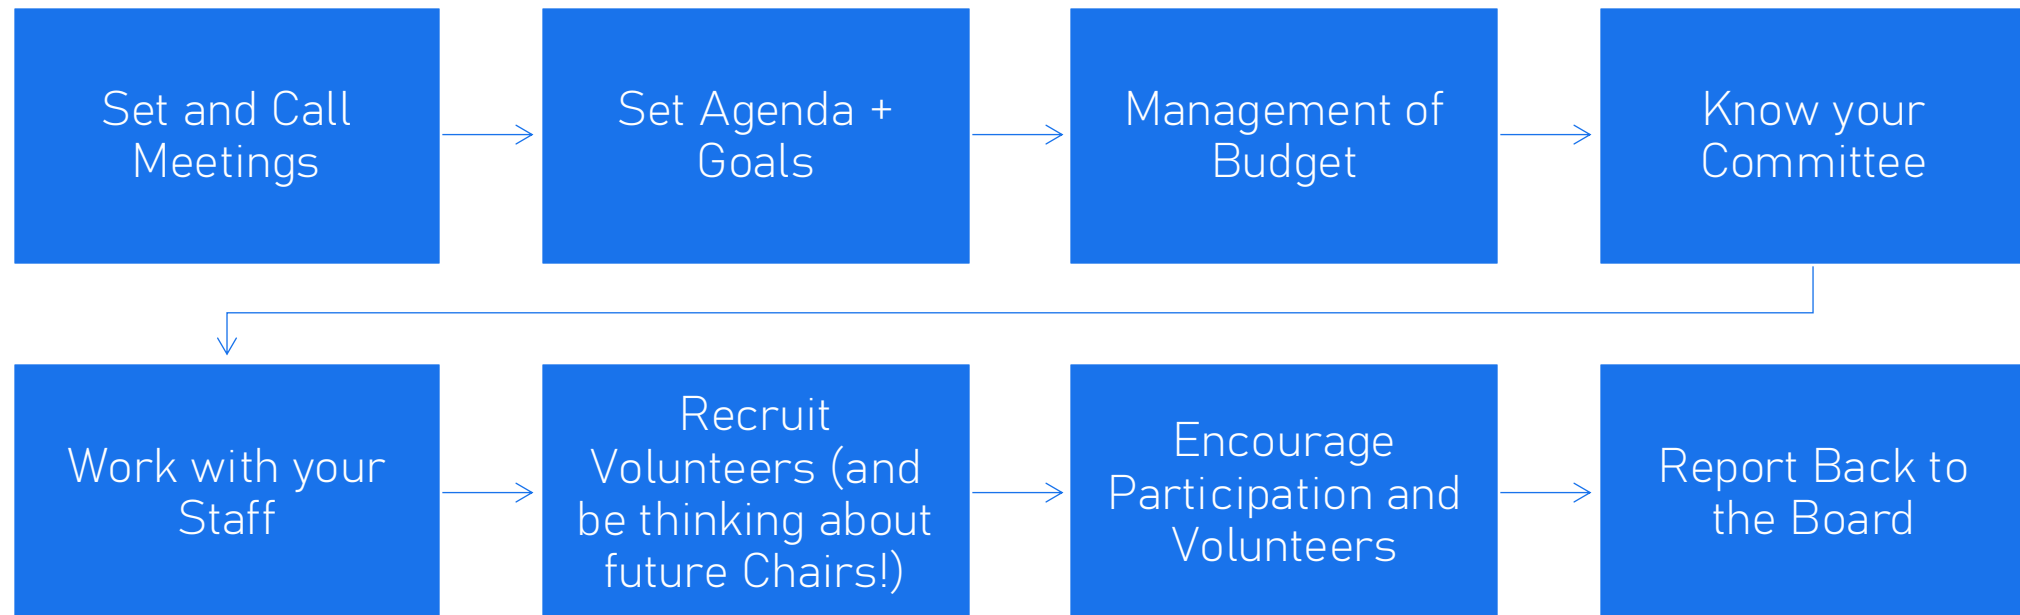 Set and Call
Meetings
Set Agenda +
Goals
Management of
Budget
Know your
Committee
Work with your
Staff
Recruit
Volunteers (and
be thinking about
future Chairs!)
Encourage
Participation and
Volunteers
Report Back to
the Board